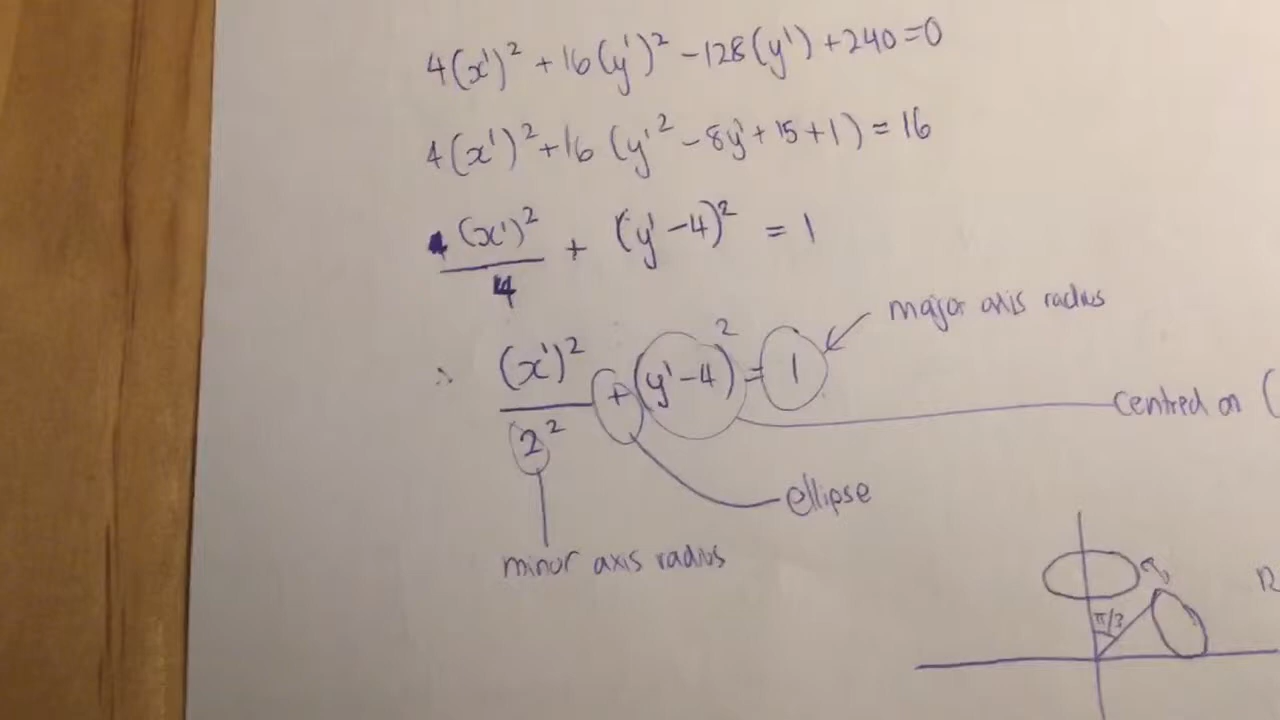 4(x')² + 16(y')² - 128(y') + 240 = 0
4(x')² + 16(y'² - 8y' + 15 + 1) = 16
(x')²/4 + (y' - 4)² = 1
major axis radius
∴ (x')²/2² + (y' - 4)² = 1
centred on (
ellipse
minor axis radius
π/3